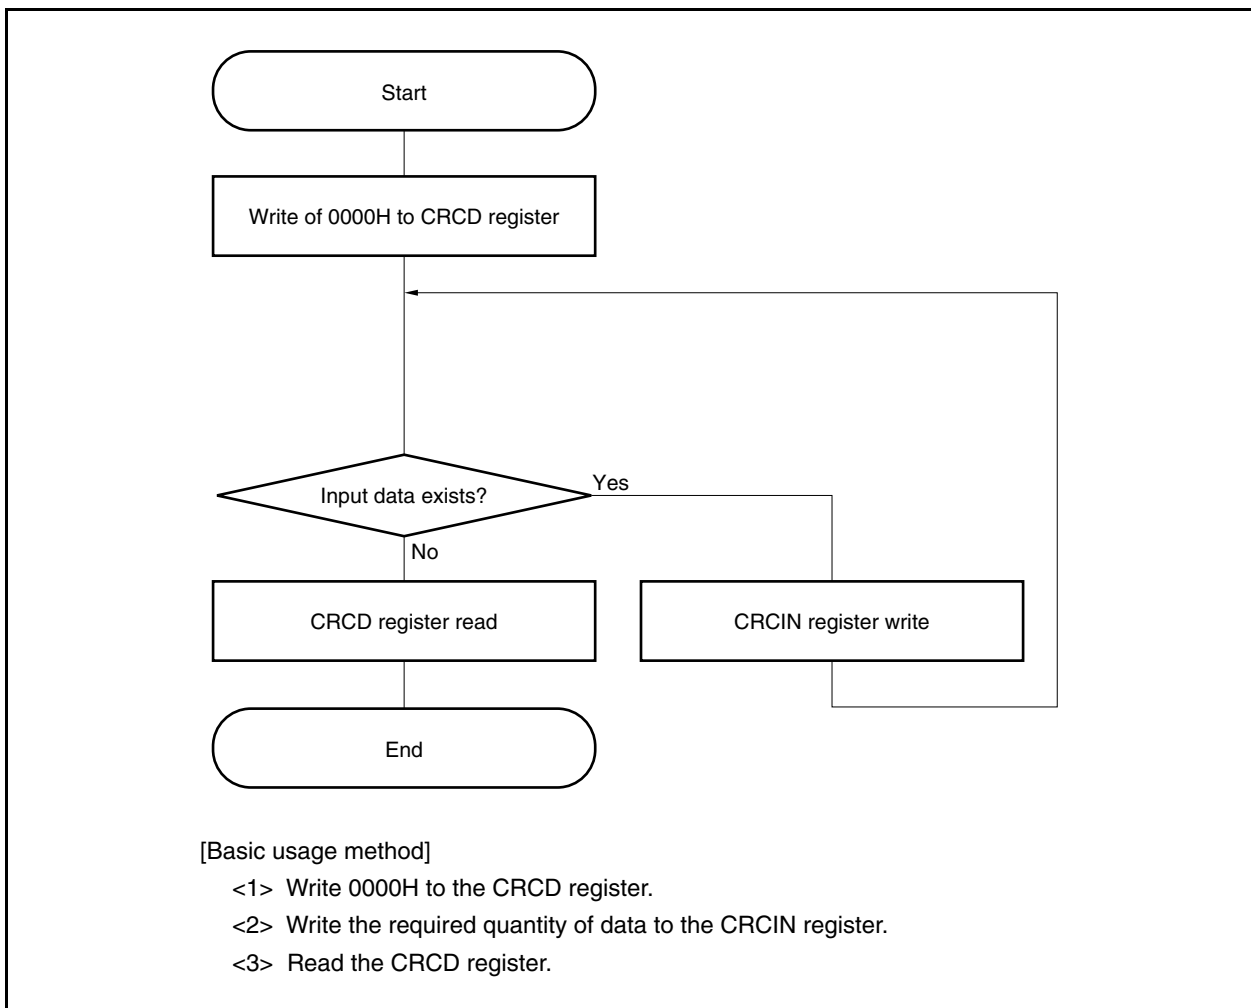 Start
Write of 0000H to CRCD register
Input data exists?
Yes
No
CRCD register read
CRCIN register write
End
[Basic usage method]
<1> Write 0000H to the CRCD register.
<2> Write the required quantity of data to the CRCIN register.
<3> Read the CRCD register.